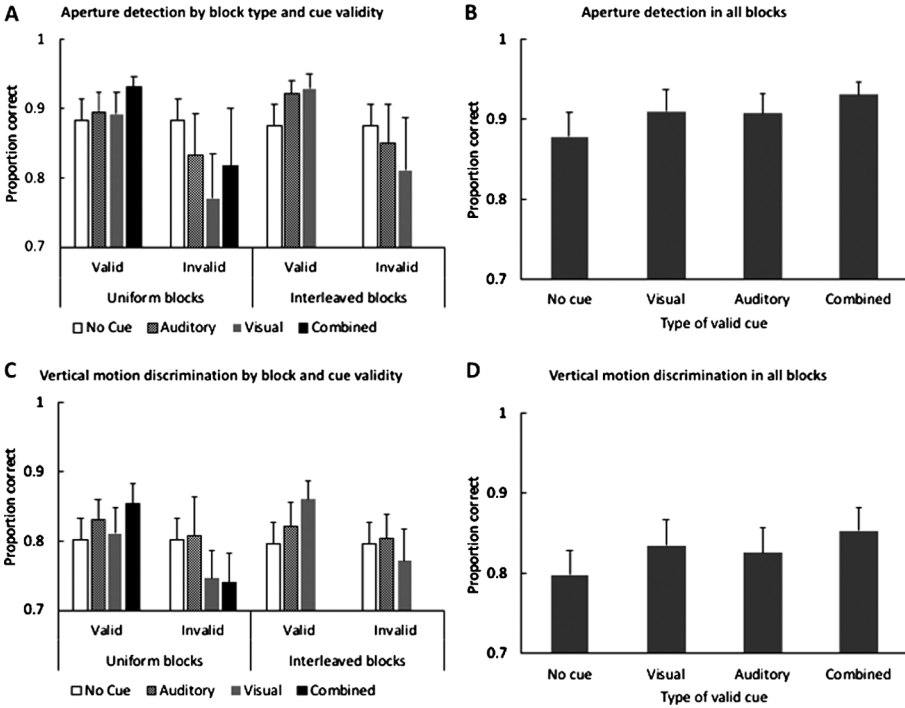 A Aperture detection by block type and cue validity
Proportion correct
1
0.9
0.8
0.7
Valid Invalid Valid Invalid
Uniform blocks Interleaved blocks
No Cue Auditory Visual Combined
B Aperture detection in all blocks
Proportion correct
1
0.9
0.8
0.7
No cue Visual Auditory Combined
Type of valid cue
C Vertical motion discrimination by block and cue validity
Proportion correct
1
0.9
0.8
0.7
Valid Invalid Valid Invalid
Uniform blocks Interleaved blocks
No Cue Auditory Visual Combined
D Vertical motion discrimination in all blocks
Proportion correct
1
0.9
0.8
0.7
No cue Visual Auditory Combined
Type of valid cue